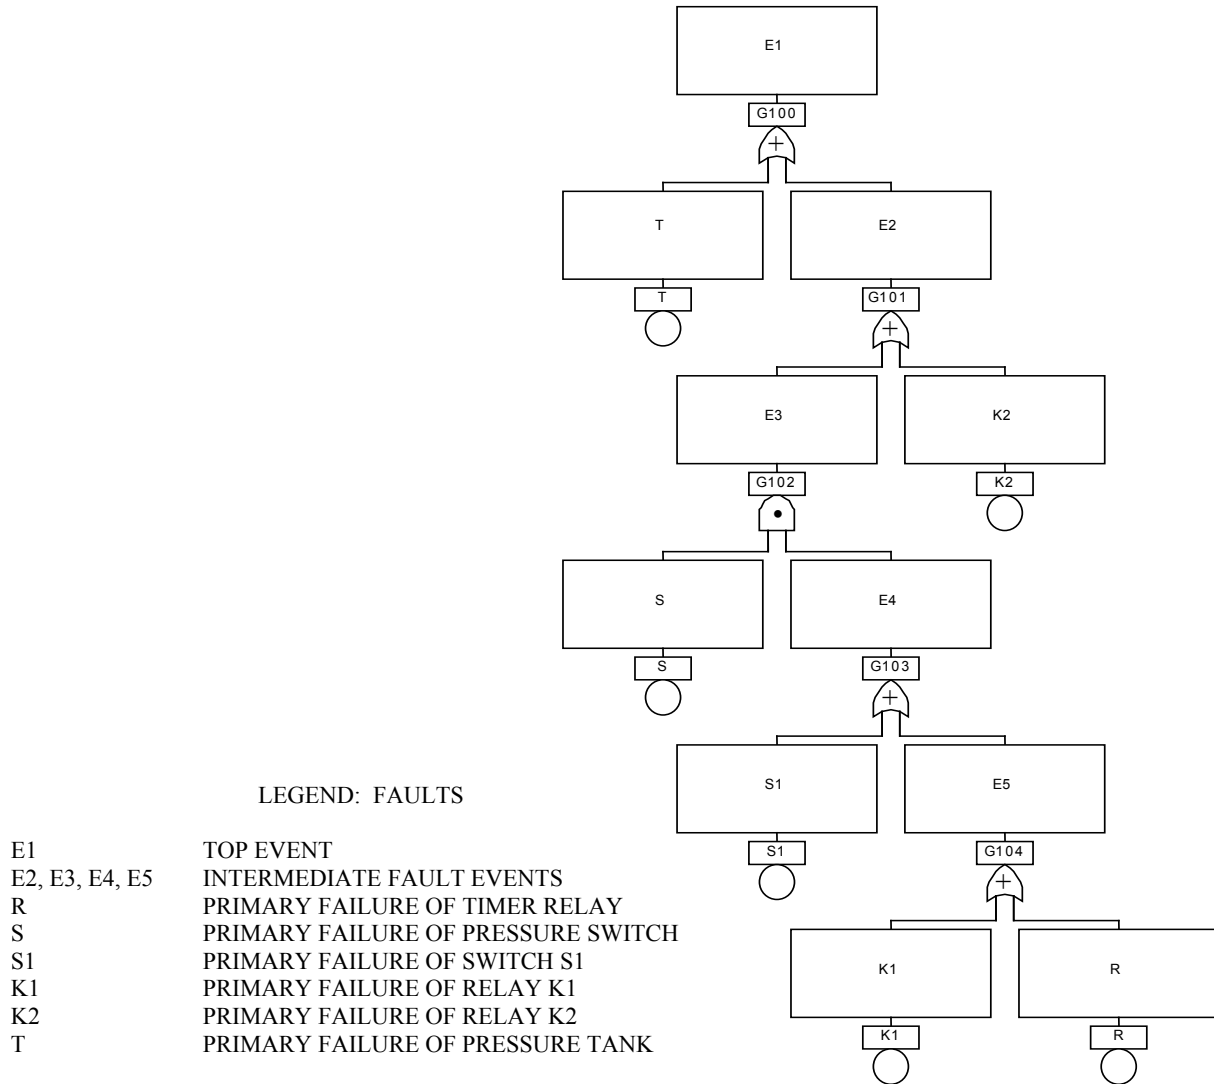 E1
G100
T E2
T G101
E3 K2
G102 K2
S E4
S G103
S1 E5
S1 G104
K1 R
K1 R
LEGEND: FAULTS
E1 TOP EVENT
E2, E3, E4, E5 INTERMEDIATE FAULT EVENTS
R PRIMARY FAILURE OF TIMER RELAY
S PRIMARY FAILURE OF PRESSURE SWITCH
S1 PRIMARY FAILURE OF SWITCH S1
K1 PRIMARY FAILURE OF RELAY K1
K2 PRIMARY FAILURE OF RELAY K2
T PRIMARY FAILURE OF PRESSURE TANK